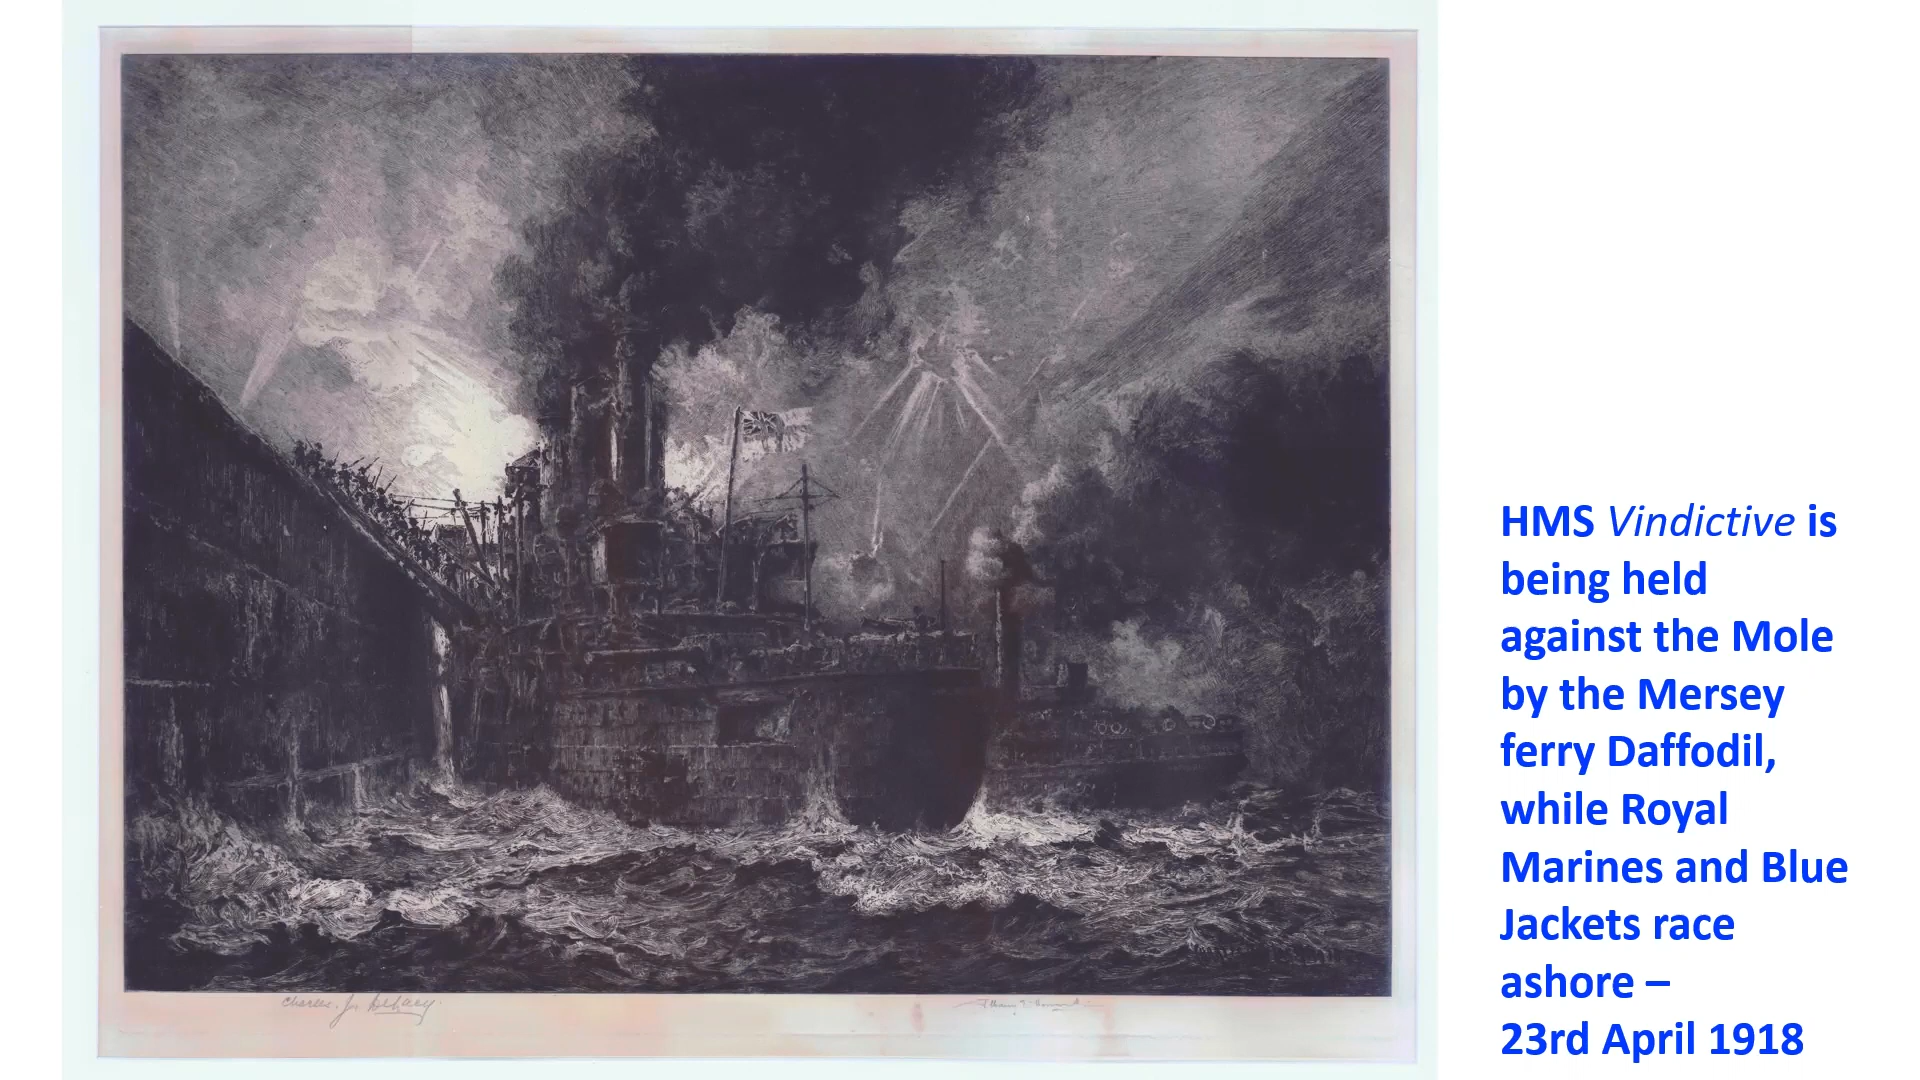 HMS Vindictive is
being held
against the Mole
by the Mersey
ferry Daffodil,
while Royal
Marines and Blue
Jackets race
ashore –
23rd April 1918
Charles. J.